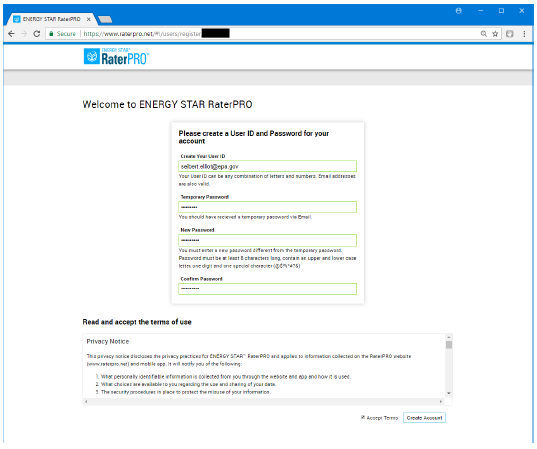 ENERGY STAR RaterPRO
Secure | https://www.raterpro.net/#!/users/register
ENERGY STAR®
RaterPRO™
Welcome to ENERGY STAR RaterPRO
Please create a User ID and Password for your
account
Create Your User ID
seibert.elliot@epa.gov
Your User ID can be any combination of letters and numbers. Email addresses
are also valid.
Temporary Password
You should have recieved a temporary password via Email.
New Password
You must enter a new password different from the temporary password.
Password must be at least 8 characters long, contain an upper and lower case
letter, one digit and one special character
Confirm Password
Read and accept the terms of use
Privacy Notice
This privacy notice discloses the privacy practices for ENERGY STAR® RaterPRO and applies to information collected on the RaterPRO website
(www.raterpro.net) and mobile app. It will notify you of the following:
1. What personally identifiable information is collected from you through the website and app and how it is used.
2. What choices are available to you regarding the use and sharing of your data.
3. The security procedures in place to protect the misuse of your information.
Accept Terms Create Account